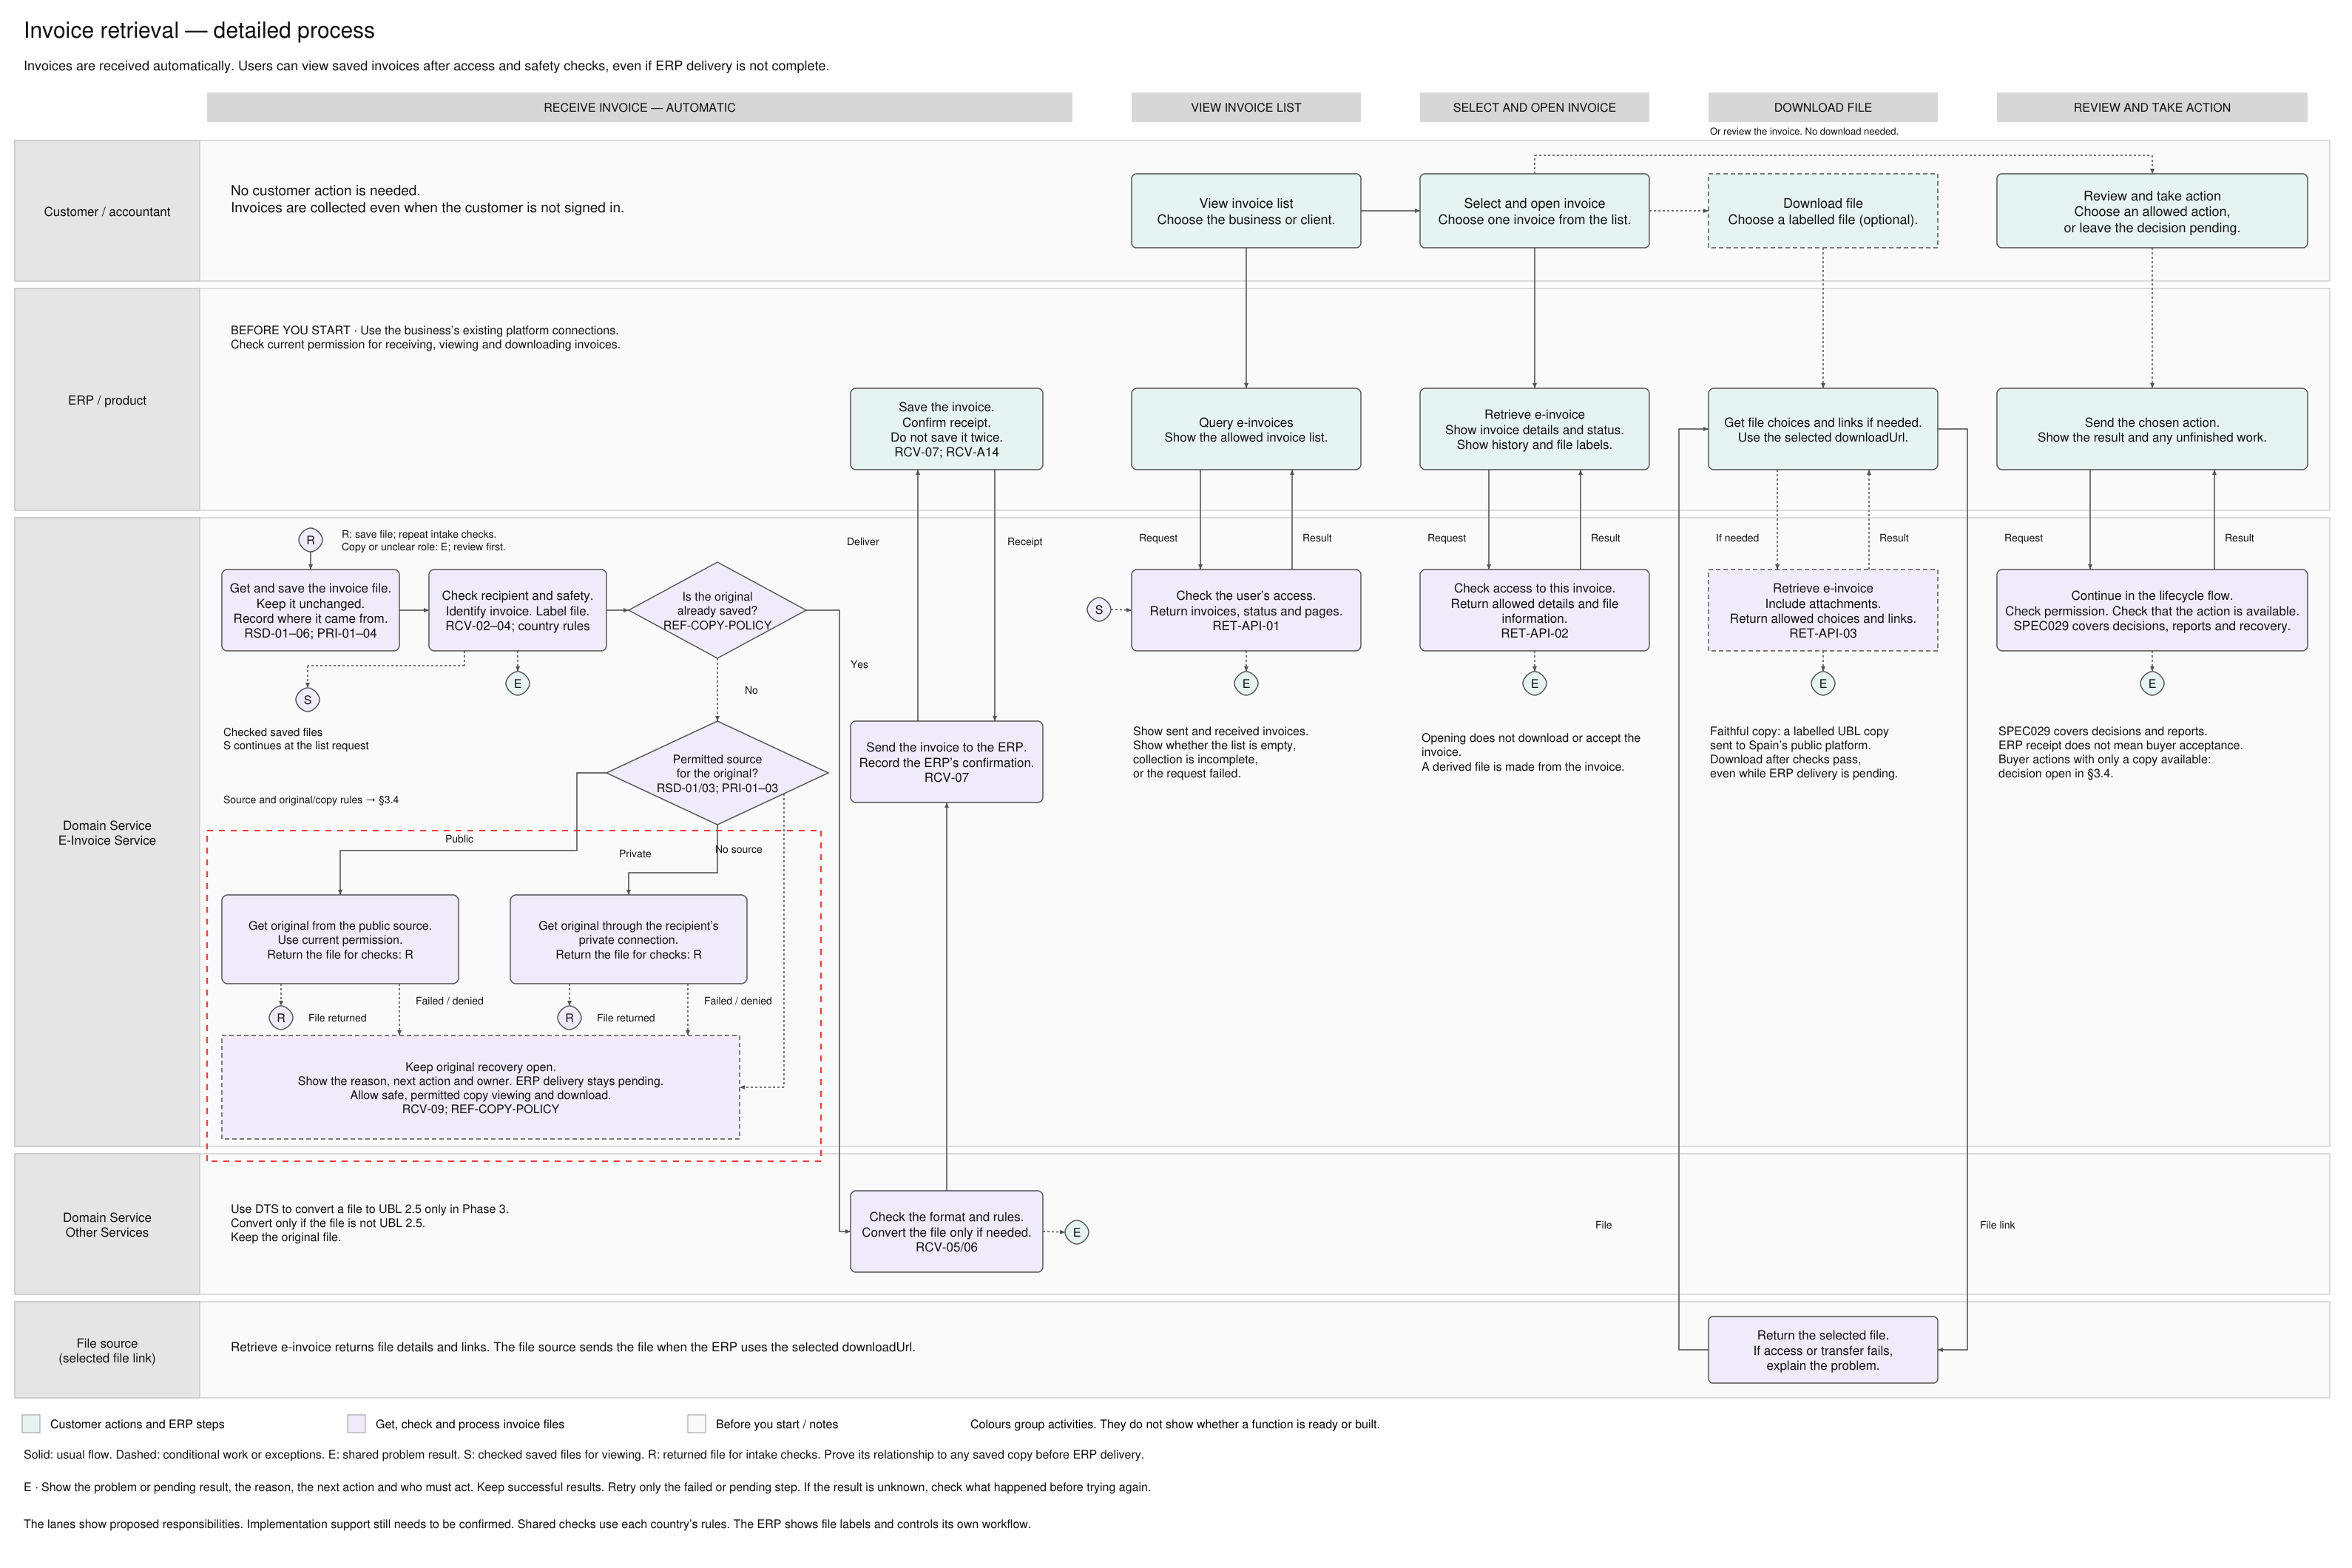 Invoice retrieval — detailed process
Invoices are received automatically. Users can view saved invoices after access and safety checks, even if ERP delivery is not complete.
RECEIVE INVOICE — AUTOMATIC
VIEW INVOICE LIST
SELECT AND OPEN INVOICE
DOWNLOAD FILE
REVIEW AND TAKE ACTION
Or review the invoice. No download needed.
Customer / accountant
No customer action is needed.
Invoices are collected even when the customer is not signed in.
View invoice list
Choose the business or client.
Select and open invoice
Choose one invoice from the list.
Download file
Choose a labelled file (optional).
Review and take action
Choose an allowed action,
or leave the decision pending.
ERP / product
BEFORE YOU START · Use the business's existing platform connections.
Check current permission for receiving, viewing and downloading invoices.
Save the invoice.
Confirm receipt.
Do not save it twice.
RCV-07; RCV-A14
Query e-invoices
Show the allowed invoice list.
Retrieve e-invoice
Show invoice details and status.
Show history and file labels.
Get file choices and links if needed.
Use the selected downloadUrl.
Send the chosen action.
Show the result and any unfinished work.
Domain Service
E-Invoice Service
R
R: save file; repeat intake checks.
Copy or unclear role: E; review first.
Deliver
Receipt
Request
Result
Request
Result
If needed
Result
Request
Result
Get and save the invoice file.
Keep it unchanged.
Record where it came from.
RSD-01–06; PRI-01–04
Check recipient and safety.
Identify invoice. Label file.
RCV-02–04; country rules
Is the original
already saved?
REF-COPY-POLICY
S
Check the user's access.
Return invoices, status and pages.
RET-API-01
Check access to this invoice.
Return allowed details and file
information.
RET-API-02
Retrieve e-invoice
Include attachments.
Return allowed choices and links.
RET-API-03
Continue in the lifecycle flow.
Check permission. Check that the action is available.
SPEC029 covers decisions, reports and recovery.
Yes
No
S
E
E
E
E
E
Checked saved files
S continues at the list request
Permitted source
for the original?
RSD-01/03; PRI-01–03
Send the invoice to the ERP.
Record the ERP's confirmation.
RCV-07
Show sent and received invoices.
Show whether the list is empty,
collection is incomplete,
or the request failed.
Opening does not download or accept the
invoice.
A derived file is made from the invoice.
Faithful copy: a labelled UBL copy
sent to Spain's public platform.
Download after checks pass,
even while ERP delivery is pending.
SPEC029 covers decisions and reports.
ERP receipt does not mean buyer acceptance.
Buyer actions with only a copy available:
decision open in §3.4.
Source and original/copy rules → §3.4
Public
Private
No source
Get original from the public source.
Use current permission.
Return the file for checks: R
Get original through the recipient's
private connection.
Return the file for checks: R
R
File returned
Failed / denied
R
File returned
Failed / denied
Keep original recovery open.
Show the reason, next action and owner. ERP delivery stays pending.
Allow safe, permitted copy viewing and download.
RCV-09; REF-COPY-POLICY
Domain Service
Other Services
Use DTS to convert a file to UBL 2.5 only in Phase 3.
Convert only if the file is not UBL 2.5.
Keep the original file.
Check the format and rules.
Convert the file only if needed.
RCV-05/06
E
File
File link
File source
(selected file link)
Retrieve e-invoice returns file details and links. The file source sends the file when the ERP uses the selected downloadUrl.
Return the selected file.
If access or transfer fails,
explain the problem.
Customer actions and ERP steps
Get, check and process invoice files
Before you start / notes
Colours group activities. They do not show whether a function is ready or built.
Solid: usual flow. Dashed: conditional work or exceptions. E: shared problem result. S: checked saved files for viewing. R: returned file for intake checks. Prove its relationship to any saved copy before ERP delivery.
E · Show the problem or pending result, the reason, the next action and who must act. Keep successful results. Retry only the failed or pending step. If the result is unknown, check what happened before trying again.
The lanes show proposed responsibilities. Implementation support still needs to be confirmed. Shared checks use each country's rules. The ERP shows file labels and controls its own workflow.